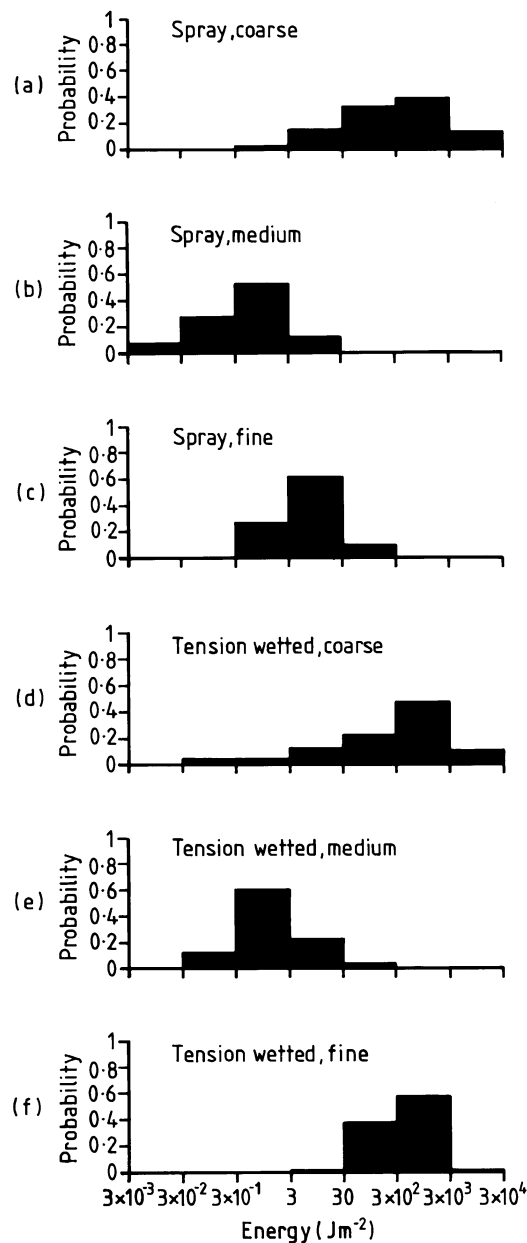 (a)
Probability
1
0·8
0·6
0·4
0·2
0
Spray, coarse
(b)
Probability
1
0·8
0·6
0·4
0·2
0
Spray, medium
(c)
Probability
1
0·8
0·6
0·4
0·2
0
Spray, fine
(d)
Probability
1
0·8
0·6
0·4
0·2
0
Tension wetted, coarse
(e)
Probability
1
0·8
0·6
0·4
0·2
0
Tension wetted, medium
(f)
Probability
1
0·8
0·6
0·4
0·2
0
Tension wetted, fine
3×10⁻³ 3×10⁻² 3×10⁻¹ 3 30 3×10² 3×10³ 3×10⁴
Energy (Jm⁻²)